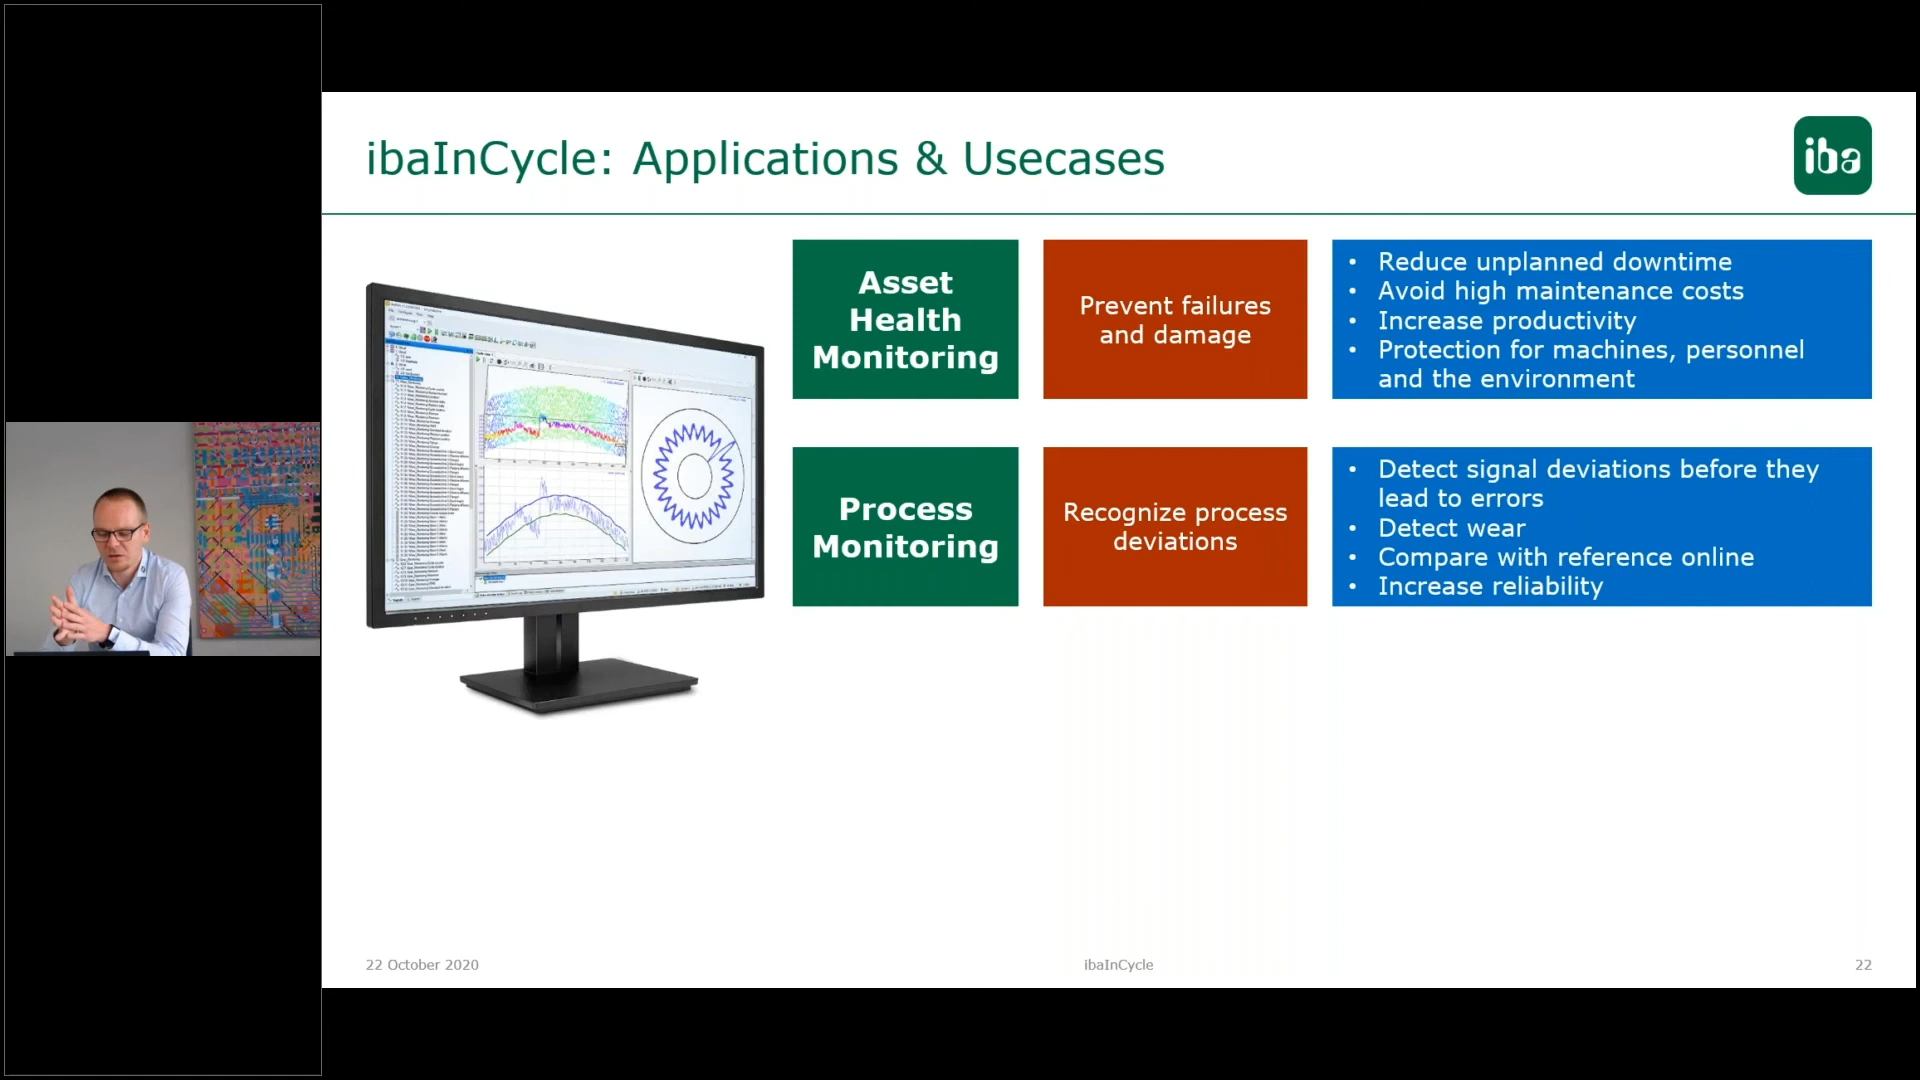 ibaInCycle: Applications & Usecases
iba
Asset
Health
Monitoring
Prevent failures
and damage
• Reduce unplanned downtime
• Avoid high maintenance costs
• Increase productivity
• Protection for machines, personnel
and the environment
Process
Monitoring
Recognize process
deviations
• Detect signal deviations before they
lead to errors
• Detect wear
• Compare with reference online
• Increase reliability
22 October 2020
ibaInCycle
22